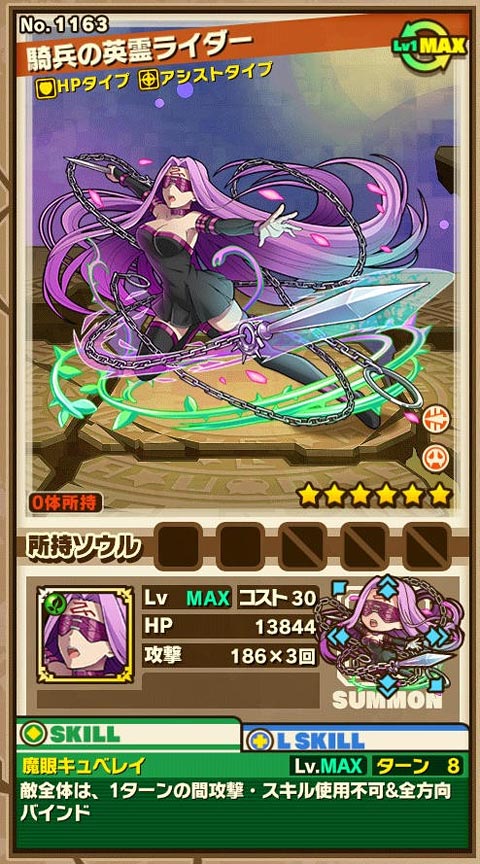 No.1163
騎兵の英霊ライダー
Lv1 MAX
HPタイプ アシストタイプ
0体所持
所持ソウル
Lv MAX コスト 30
HP 13844
攻撃 186×3回
SUMMON
SKILL
L SKILL
魔眼キュベレイ Lv.MAX ターン 8
敵全体は、1ターンの間攻撃・スキル使用不可&全方向
バインド